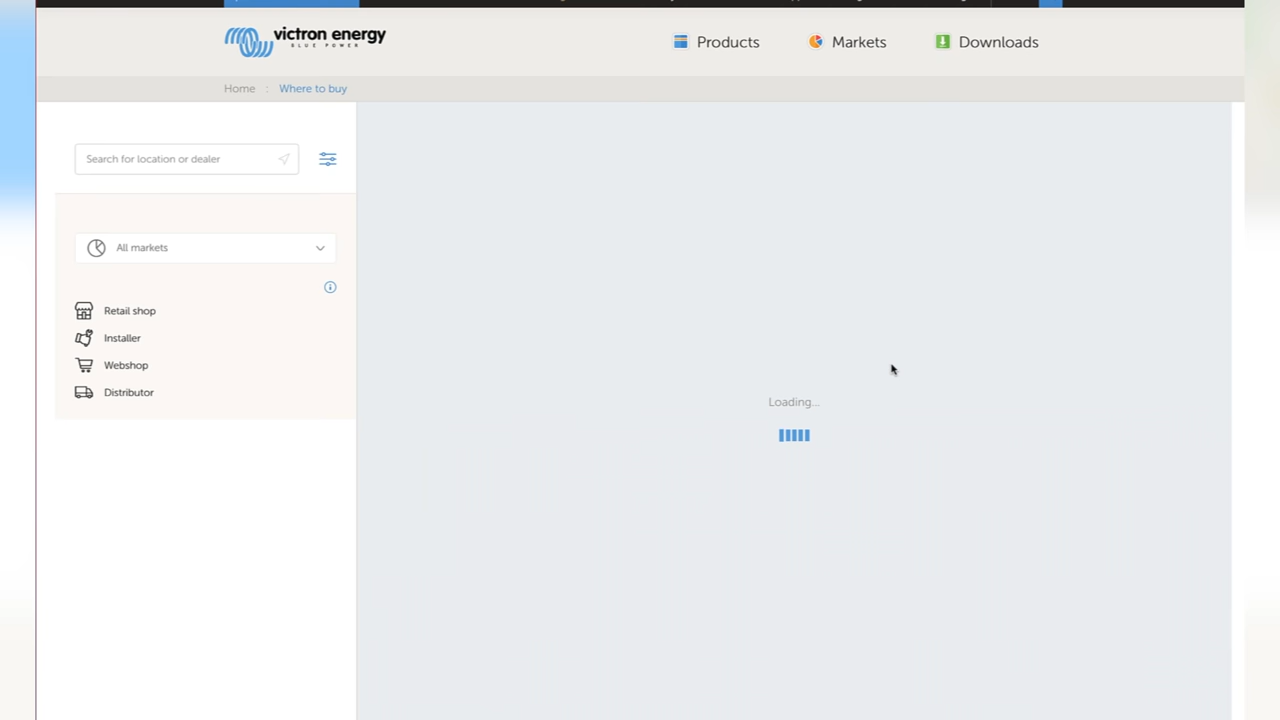 victron energy
BLUE POWER
Products
Markets
Downloads
Home : Where to buy
Search for location or dealer
All markets
Retail shop
Installer
Webshop
Distributor
Loading...